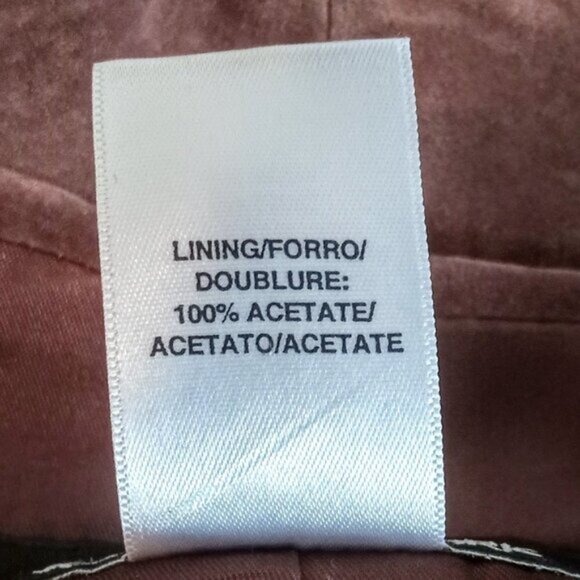 LINING/FORRO/
DOUBLURE:
100% ACETATE/
ACETATO/ACETATE